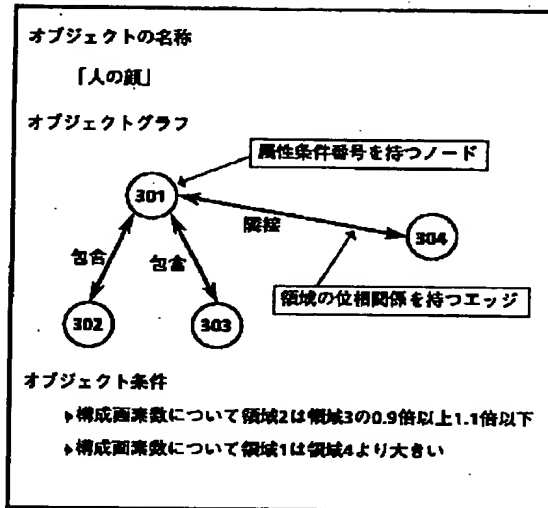 オブジェクトの名称
「人の顔」
オブジェクトグラフ
属性条件番号を持つノード
301
隣接
304
包含
包含
領域の位相関係を持つエッジ
302
303
オブジェクト条件
▶構成画素数について領域2は領域3の0.9倍以上1.1倍以下
▶構成画素数について領域1は領域4より大きい